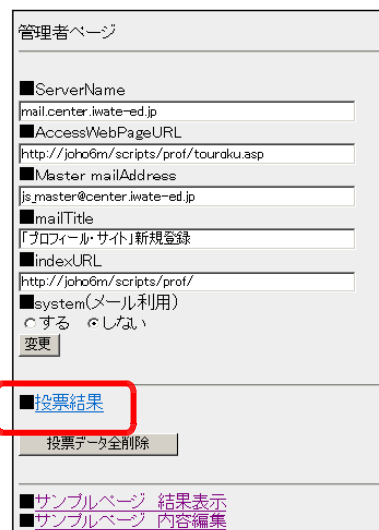 管理者ページ
■ServerName
mail.center.iwate-ed.jp
■AccessWebPageURL
http://joho6m/scripts/prof/touroku.asp
■Master mailAddress
js_master@center.iwate-ed.jp
■mailTitle
「プロフィール・サイト」新規登録
■indexURL
http://joho6m/scripts/prof/
■system(メール利用)
する しない
変更
■投票結果
投票データ全削除
■サンプルページ 結果表示
■サンプルページ 内容編集